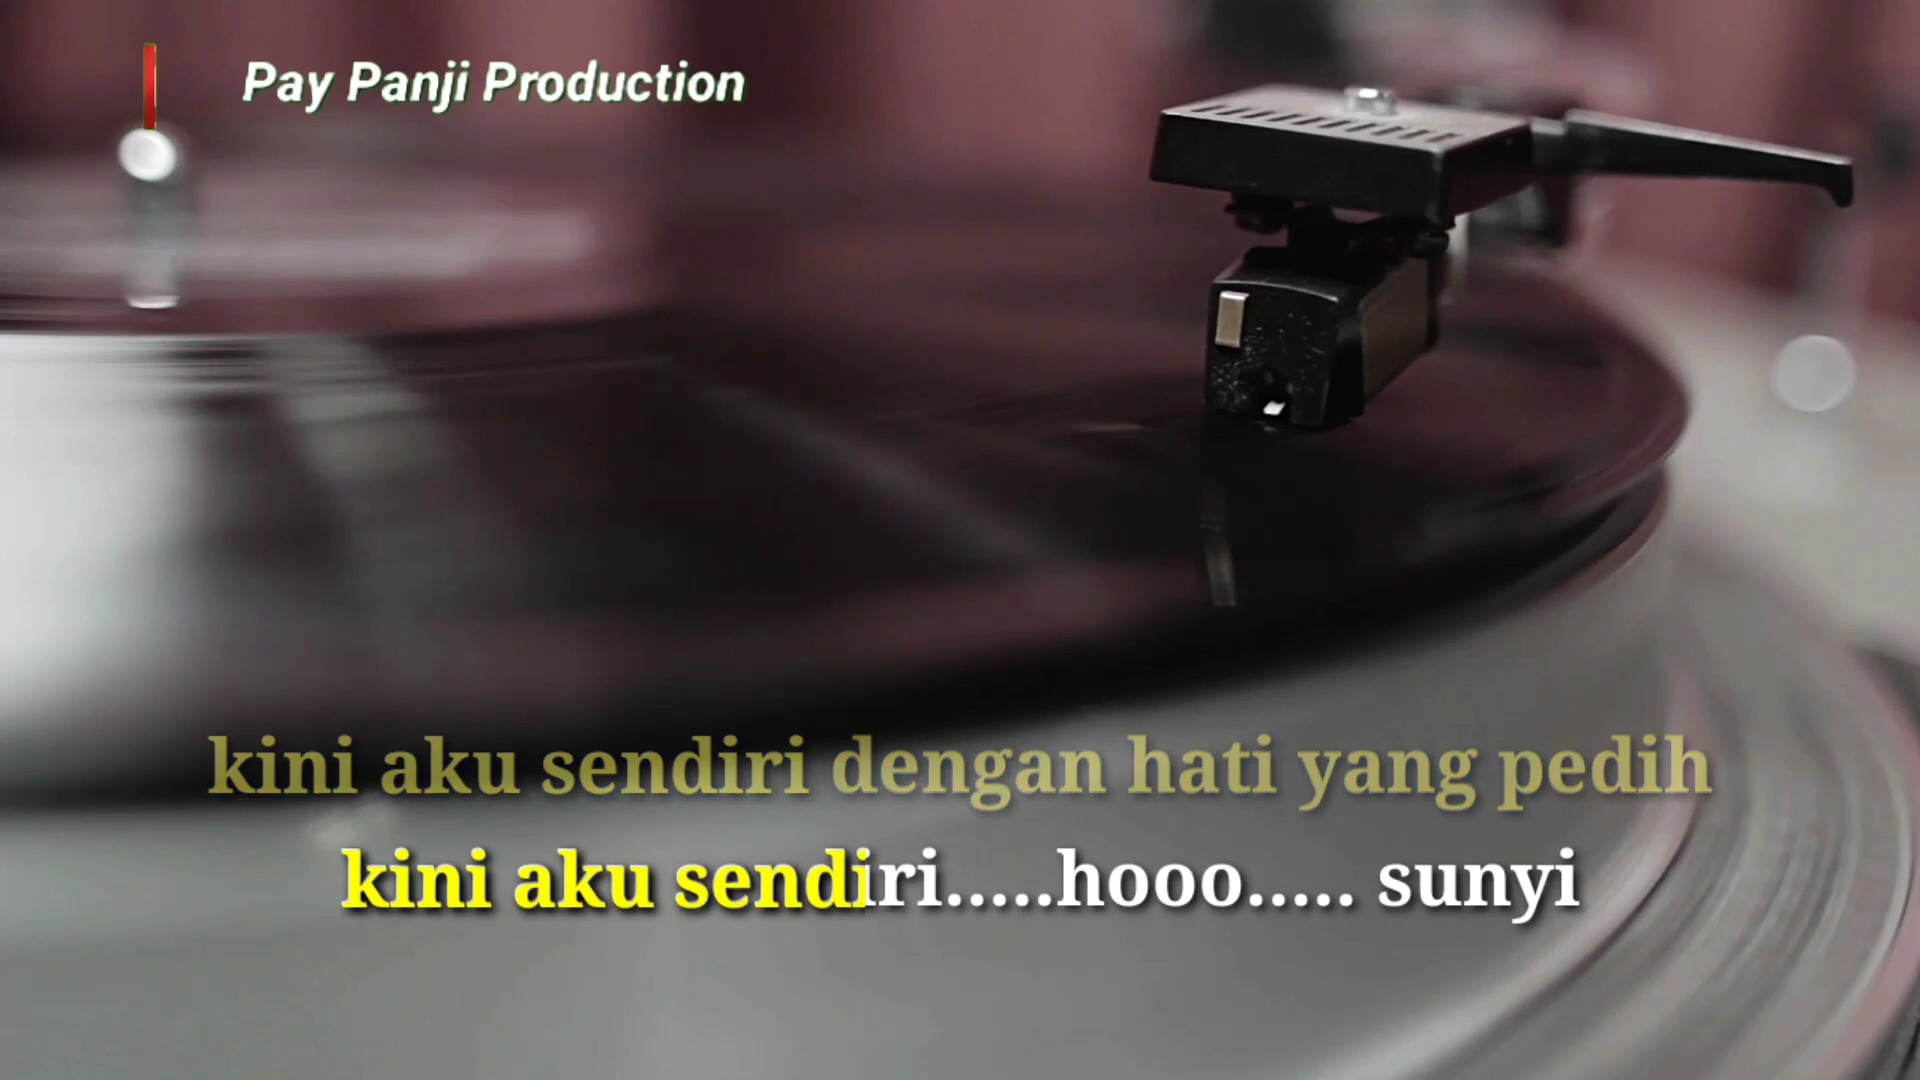 Pay Panji Production
kini aku sendiri dengan hati yang pedih
kini aku sendiri.....hooo..... sunyi